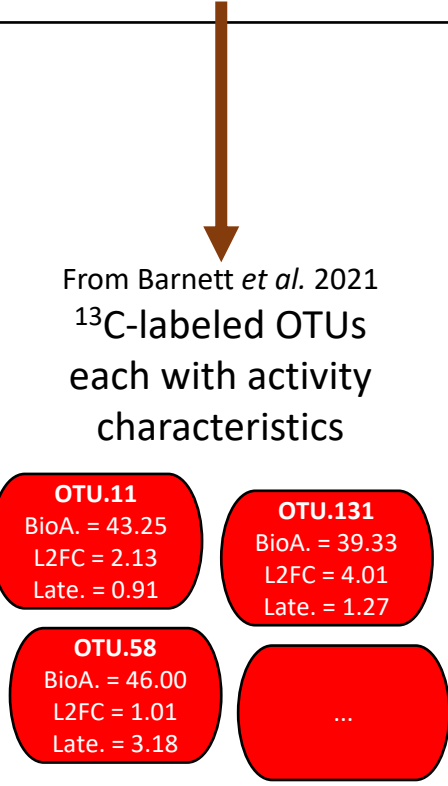 From Barnett et al. 2021
¹³C-labeled OTUs
each with activity
characteristics
OTU.11
BioA. = 43.25
L2FC = 2.13
Late. = 0.91
OTU.131
BioA. = 39.33
L2FC = 4.01
Late. = 1.27
OTU.58
BioA. = 46.00
L2FC = 1.01
Late. = 3.18
...